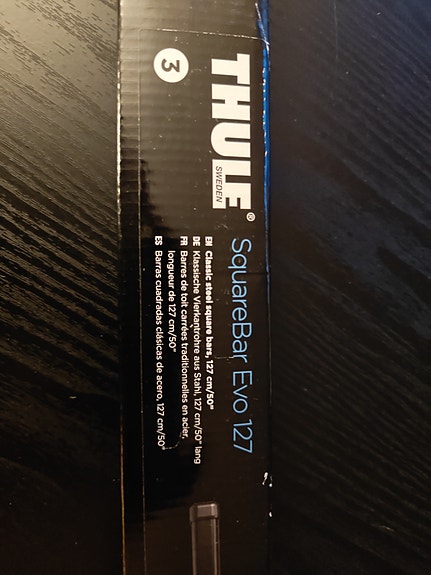 3
THULE®
SWEDEN
SquareBar Evo 127
EN Classic steel square bars, 127 cm/50"
DE Klassische Vierkantrohre aus Stahl, 127 cm/50" lang
FR Barres de toit carrées traditionnelles en acier,
longueur de 127 cm/50"
ES Barras cuadradas clásicas de acero, 127 cm/50"